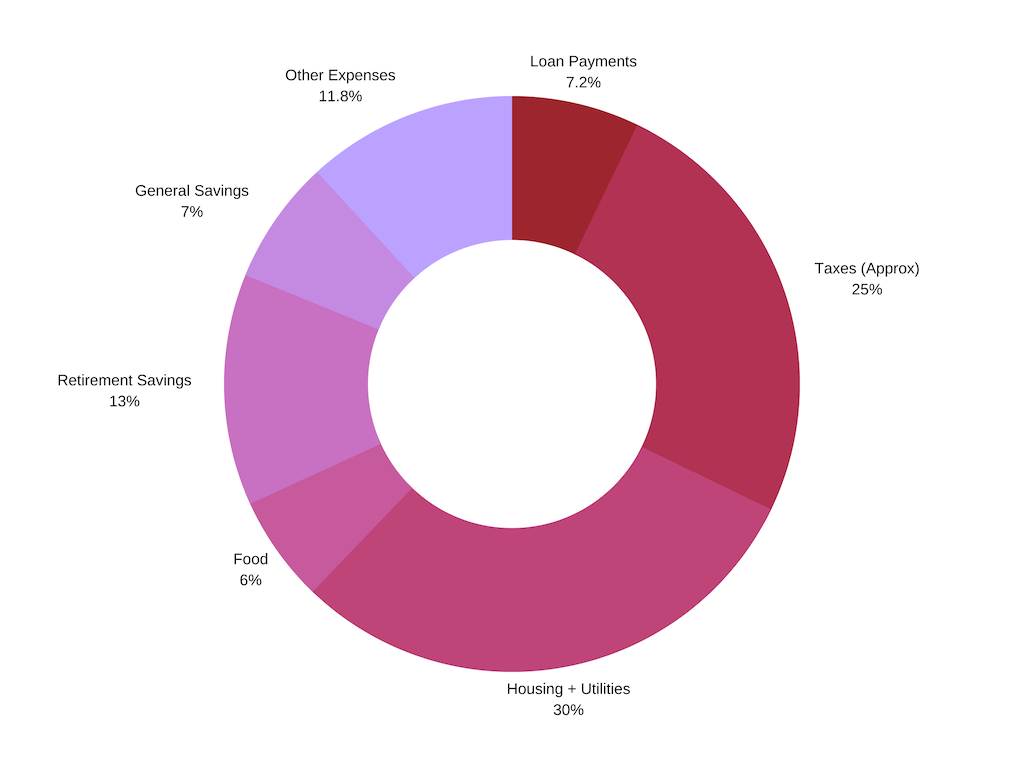 Loan Payments
7.2%
Other Expenses
11.8%
General Savings
7%
Taxes (Approx)
25%
Retirement Savings
13%
Food
6%
Housing + Utilities
30%